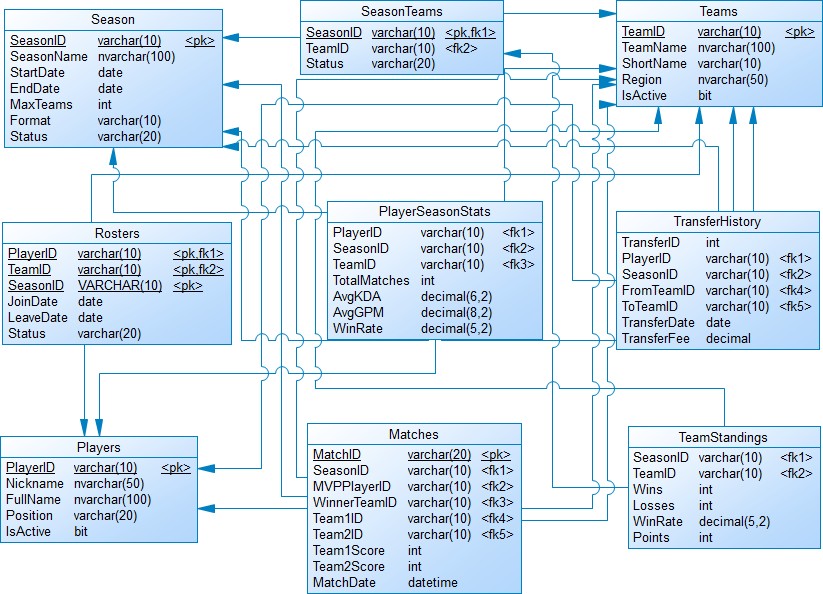 Season
SeasonID varchar(10) <pk>
SeasonName nvarchar(100)
StartDate date
EndDate date
MaxTeams int
Format varchar(10)
Status varchar(20)
SeasonTeams
SeasonID varchar(10) <pk,fk1>
TeamID varchar(10) <fk2>
Status varchar(20)
Teams
TeamID varchar(10) <pk>
TeamName nvarchar(100)
ShortName varchar(10)
Region nvarchar(50)
IsActive bit
Rosters
PlayerID varchar(10) <pk,fk1>
TeamID varchar(10) <pk,fk2>
SeasonID VARCHAR(10) <pk>
JoinDate date
LeaveDate date
Status varchar(20)
PlayerSeasonStats
PlayerID varchar(10) <fk1>
SeasonID varchar(10) <fk2>
TeamID varchar(10) <fk3>
TotalMatches int
AvgKDA decimal(6,2)
AvgGPM decimal(8,2)
WinRate decimal(5,2)
TransferHistory
TransferID int
PlayerID varchar(10) <fk1>
SeasonID varchar(10) <fk2>
FromTeamID varchar(10) <fk4>
ToTeamID varchar(10) <fk5>
TransferDate date
TransferFee decimal
Players
PlayerID varchar(10) <pk>
Nickname nvarchar(50)
FullName nvarchar(100)
Position varchar(20)
IsActive bit
Matches
MatchID varchar(20) <pk>
SeasonID varchar(10) <fk1>
MVPPlayerID varchar(10) <fk2>
WinnerTeamID varchar(10) <fk3>
Team1ID varchar(10) <fk4>
Team2ID varchar(10) <fk5>
Team1Score int
Team2Score int
MatchDate datetime
TeamStandings
SeasonID varchar(10) <fk1>
TeamID varchar(10) <fk2>
Wins int
Losses int
WinRate decimal(5,2)
Points int